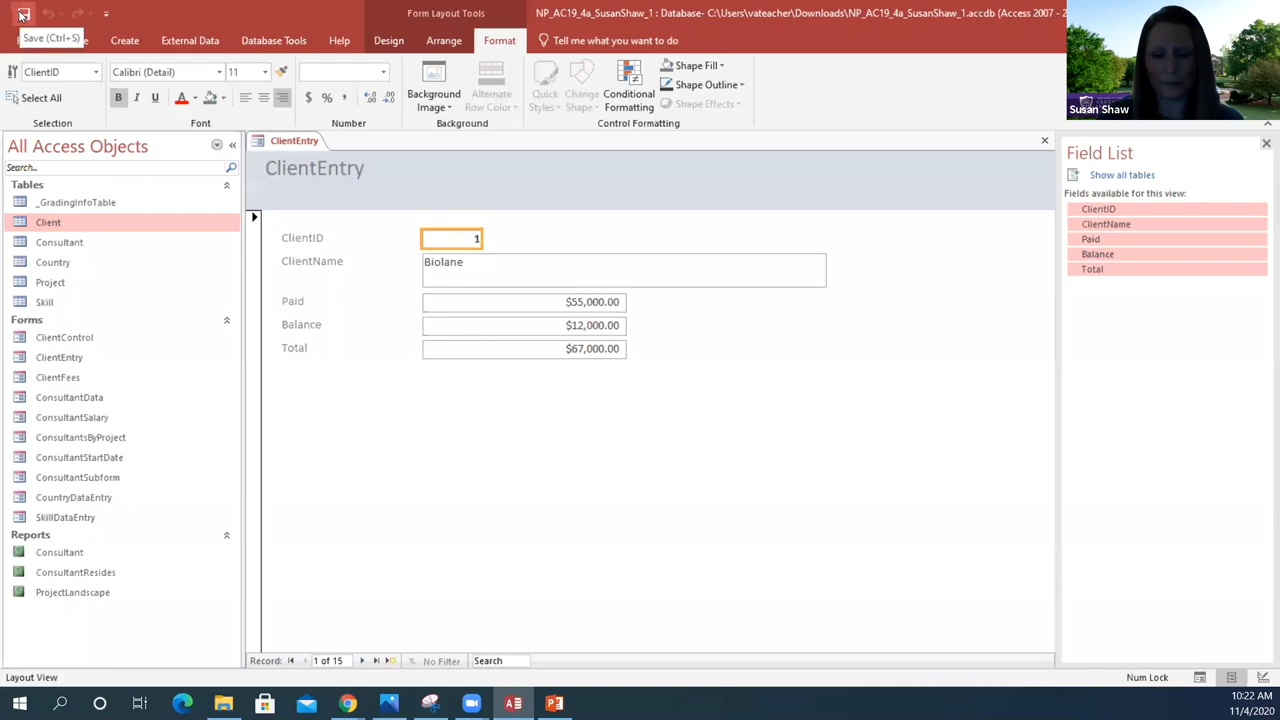 Form Layout Tools
NP_AC19_4a_SusanShaw_1 : Database- C:\Users\vateacher\Downloads\NP_AC19_4a_SusanShaw_1.accdb (Access 2007 - 2
Save (Ctrl+S)
Create
External Data
Database Tools
Help
Design
Arrange
Format
Tell me what you want to do
ClientID
Calibri (Detail)
11
Shape Fill
Select All
B I U A
$ % ,
Background Image
Alternate Row Color
Quick Styles
Change Shape
Conditional Formatting
Shape Outline
Shape Effects
Selection
Font
Number
Background
Control Formatting
Susan Shaw
All Access Objects
Search...
Tables
_GradingInfoTable
Client
Consultant
Country
Project
Skill
Forms
ClientControl
ClientEntry
ClientFees
ConsultantData
ConsultantSalary
ConsultantsByProject
ConsultantStartDate
ConsultantSubform
CountryDataEntry
SkillDataEntry
Reports
Consultant
ConsultantResides
ProjectLandscape
ClientEntry
ClientEntry
ClientID 1
ClientName Biolane
Paid $55,000.00
Balance $12,000.00
Total $67,000.00
Record: 1 of 15 No Filter Search
Field List
Show all tables
Fields available for this view:
ClientID
ClientName
Paid
Balance
Total
Layout View
Num Lock
10:22 AM
11/4/2020